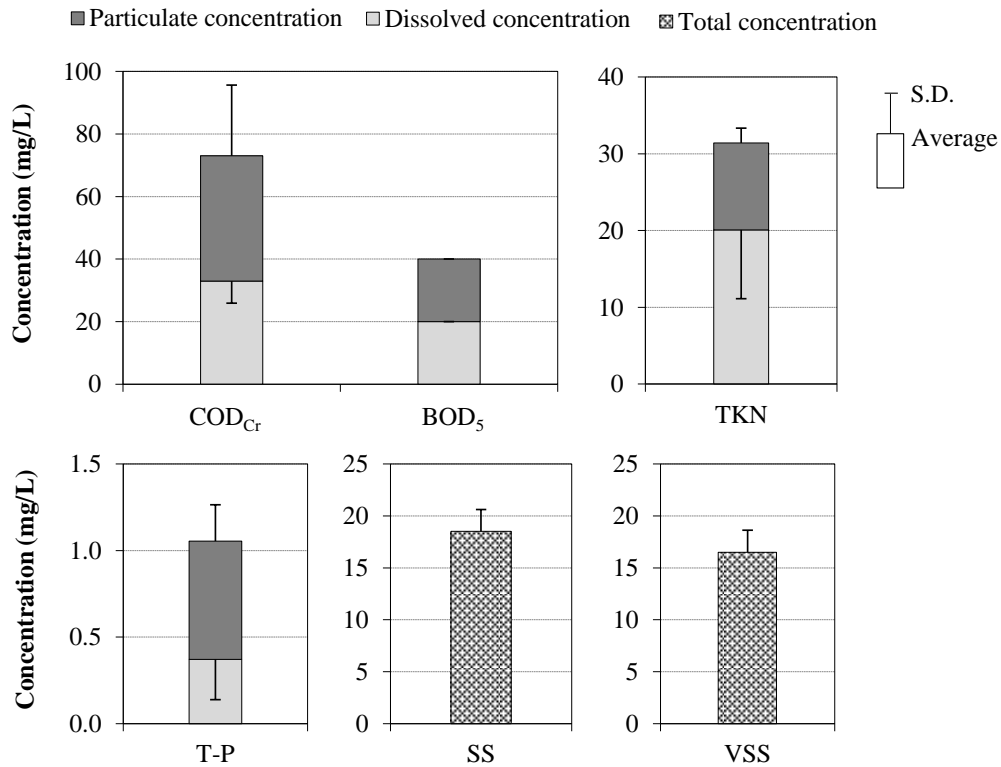 Particulate concentration Dissolved concentration Total concentration
Concentration (mg/L)
100
80
60
40
20
0
COD_Cr BOD_5
40
30
20
10
0
TKN
S.D.
Average
Concentration (mg/L)
1.5
1.0
0.5
0.0
T-P
25
20
15
10
5
0
SS
25
20
15
10
5
0
VSS